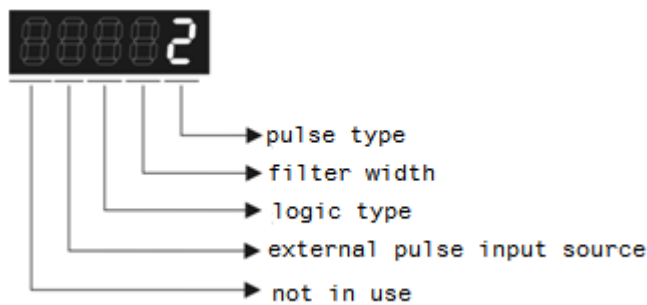 2
pulse type
filter width
logic type
external pulse input source
not in use